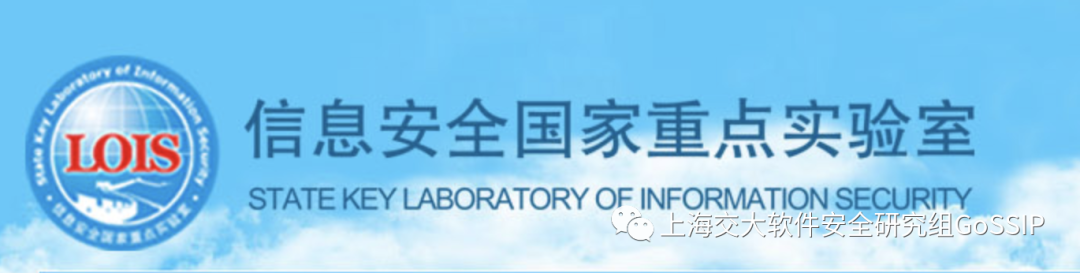 State Key Laboratory of Information Security
LOIS
信息安全国家重点实验室
信息安全国家重点实验室
STATE KEY LABORATORY OF INFORMATION SECURITY
上海交大软件安全研究组GoSSIP